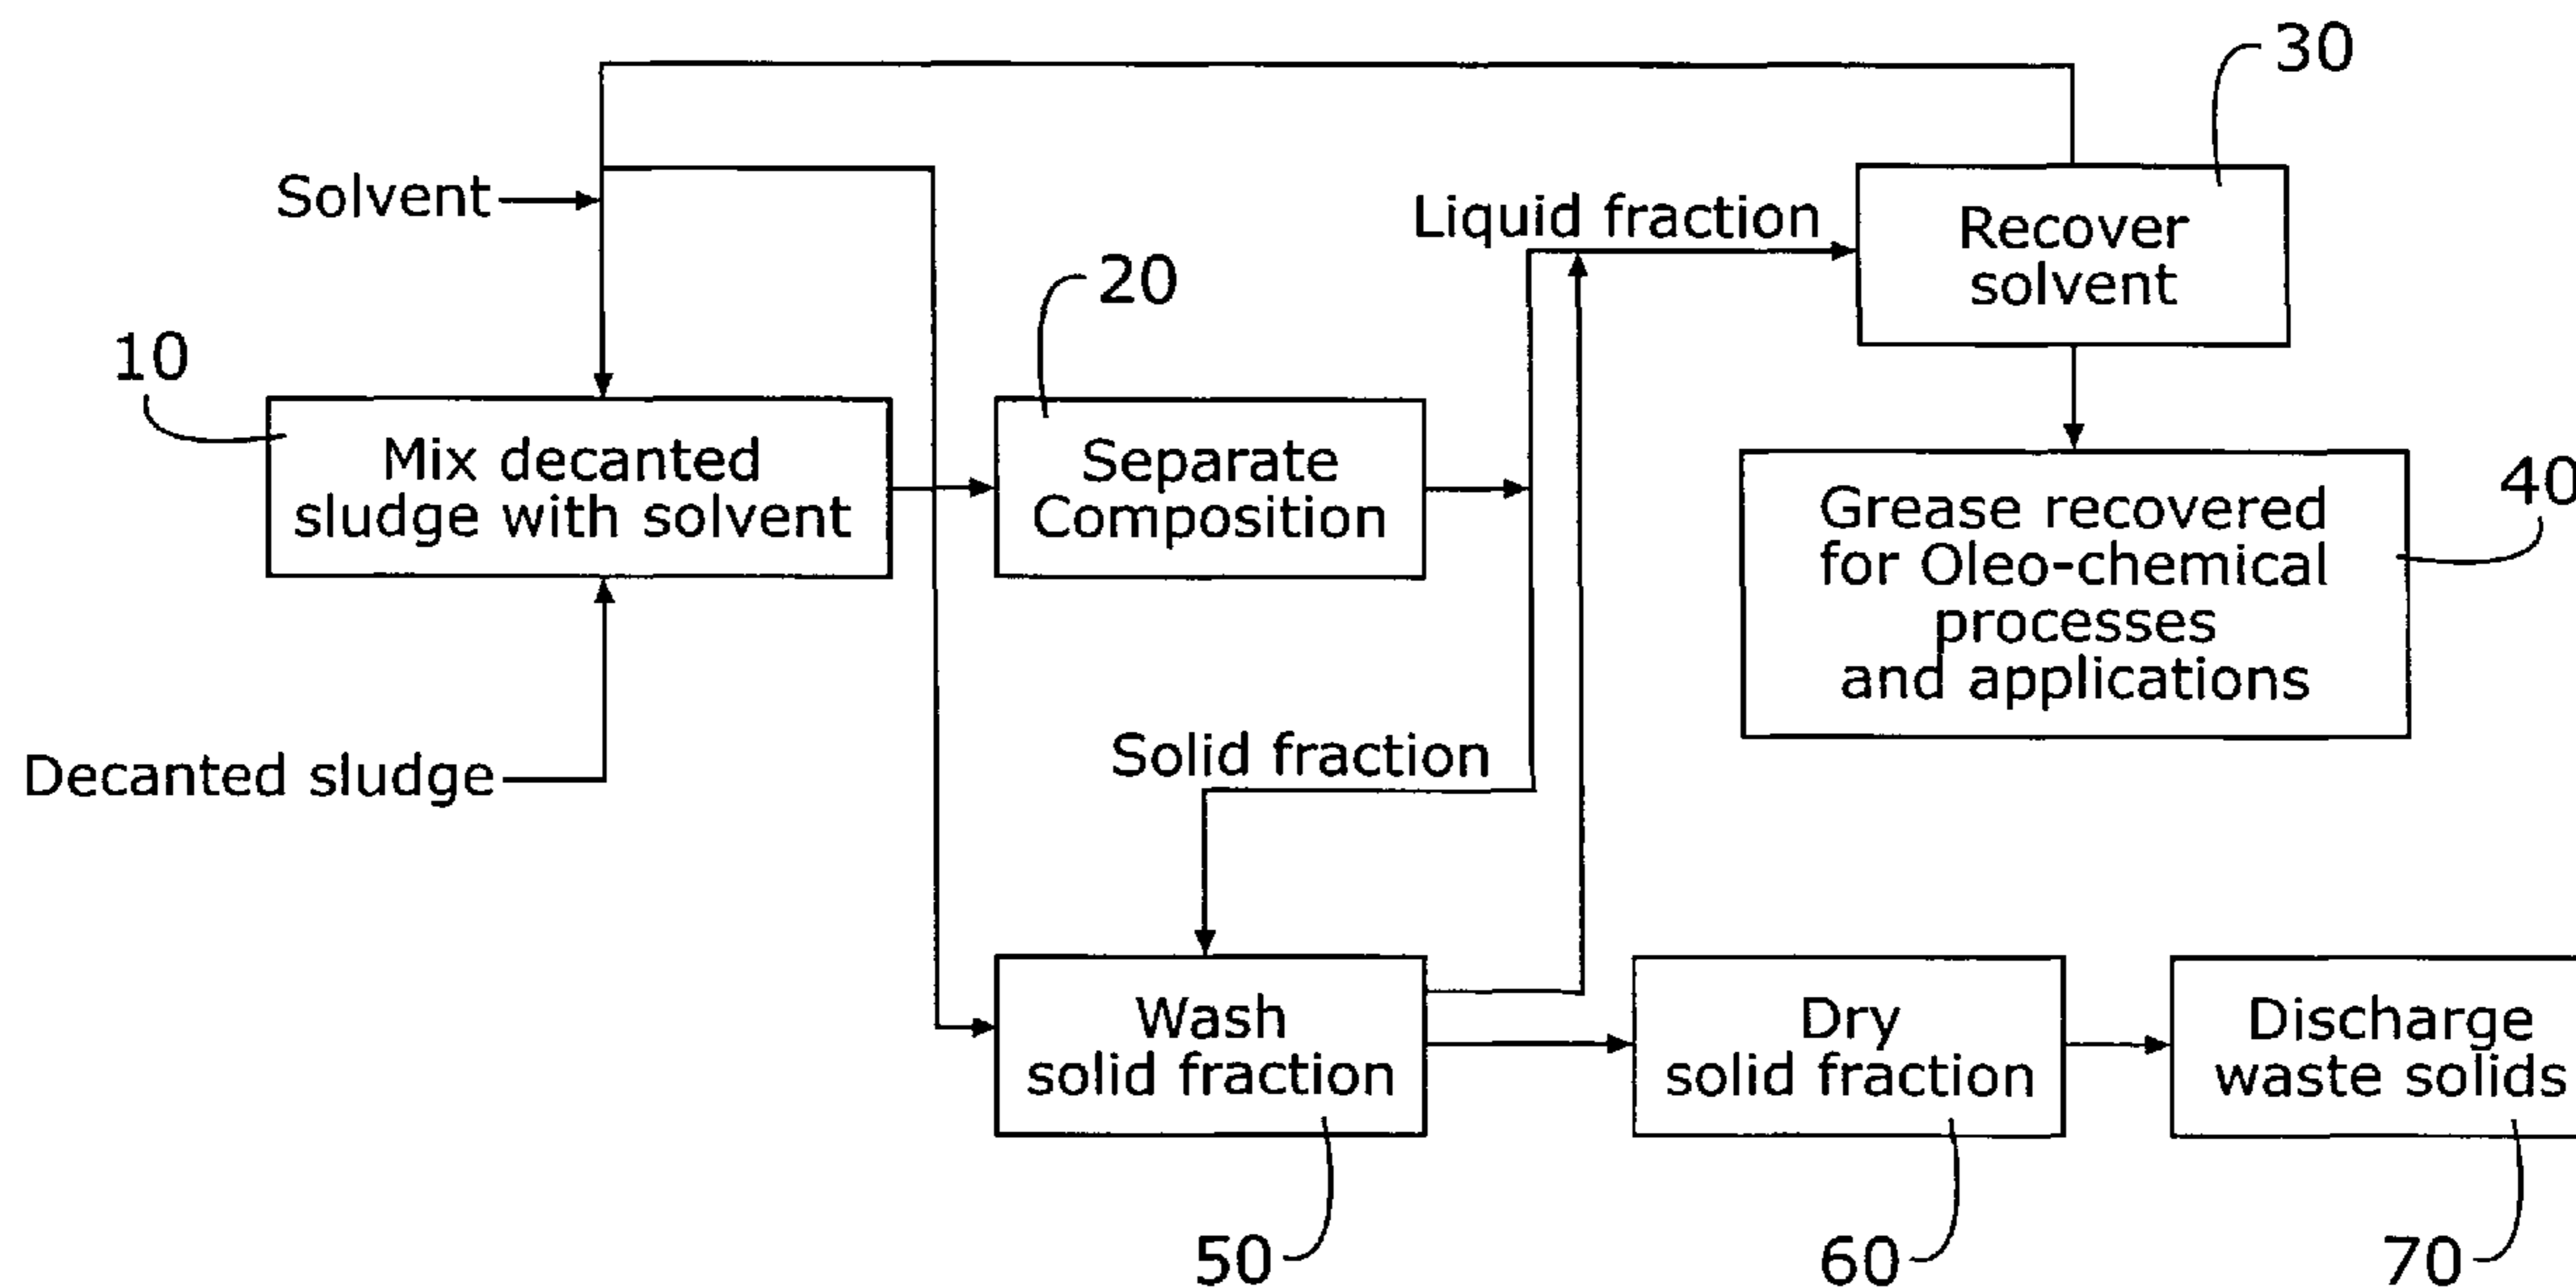 30
Solvent
Liquid fraction
Recover
solvent
20
10
Mix decanted
sludge with solvent
Separate
Composition
40
Grease recovered
for Oleo-chemical
processes
and applications
Decanted sludge
Solid fraction
Wash
solid fraction
Dry
solid fraction
Discharge
waste solids
50
60
70